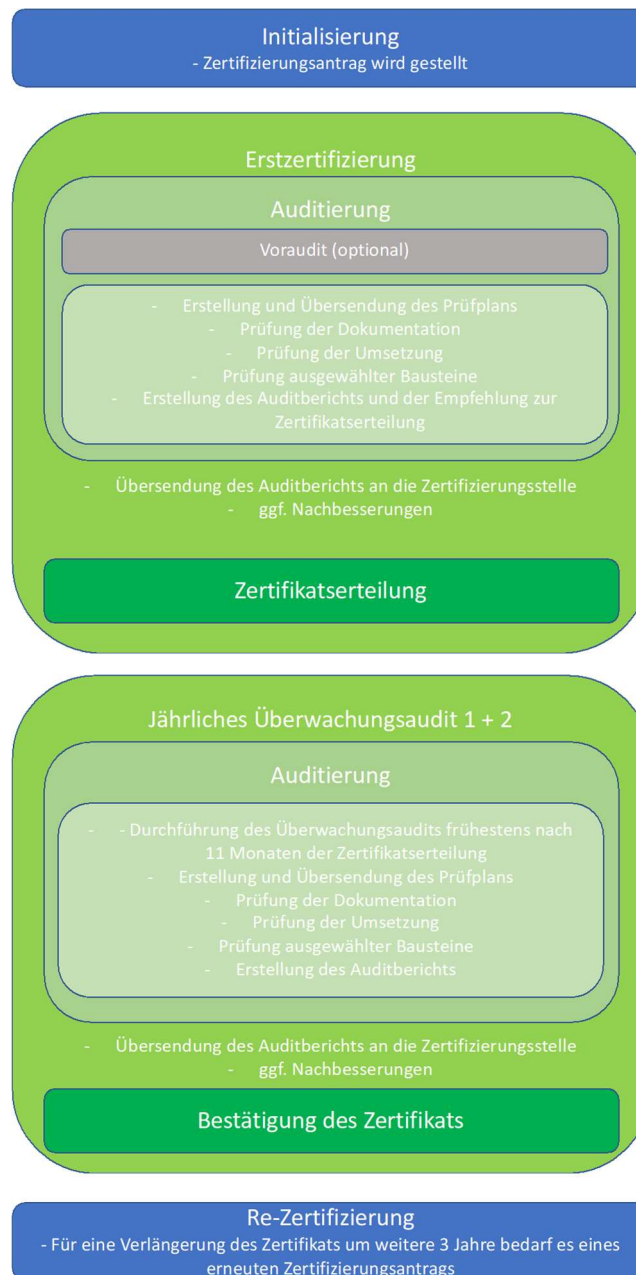 Initialisierung
- Zertifizierungsantrag wird gestellt
Erstzertifizierung
Auditierung
Voraudit (optional)
- Erstellung und Übersendung des Prüfplans
- Prüfung der Dokumentation
- Prüfung der Umsetzung
- Prüfung ausgewählter Bausteine
- Erstellung des Auditberichts und der Empfehlung zur
Zertifikatserteilung
- Übersendung des Auditberichts an die Zertifizierungsstelle
- ggf. Nachbesserungen
Zertifikatserteilung
Jährliches Überwachungsaudit 1 + 2
Auditierung
- - Durchführung des Überwachungsaudits frühestens nach
11 Monaten der Zertifikatserteilung
- Erstellung und Übersendung des Prüfplans
- Prüfung der Dokumentation
- Prüfung der Umsetzung
- Prüfung ausgewählter Bausteine
- Erstellung des Auditberichts
- Übersendung des Auditberichts an die Zertifizierungsstelle
- ggf. Nachbesserungen
Bestätigung des Zertifikats
Re-Zertifizierung
- Für eine Verlängerung des Zertifikats um weitere 3 Jahre bedarf es eines
erneuten Zertifizierungsantrags